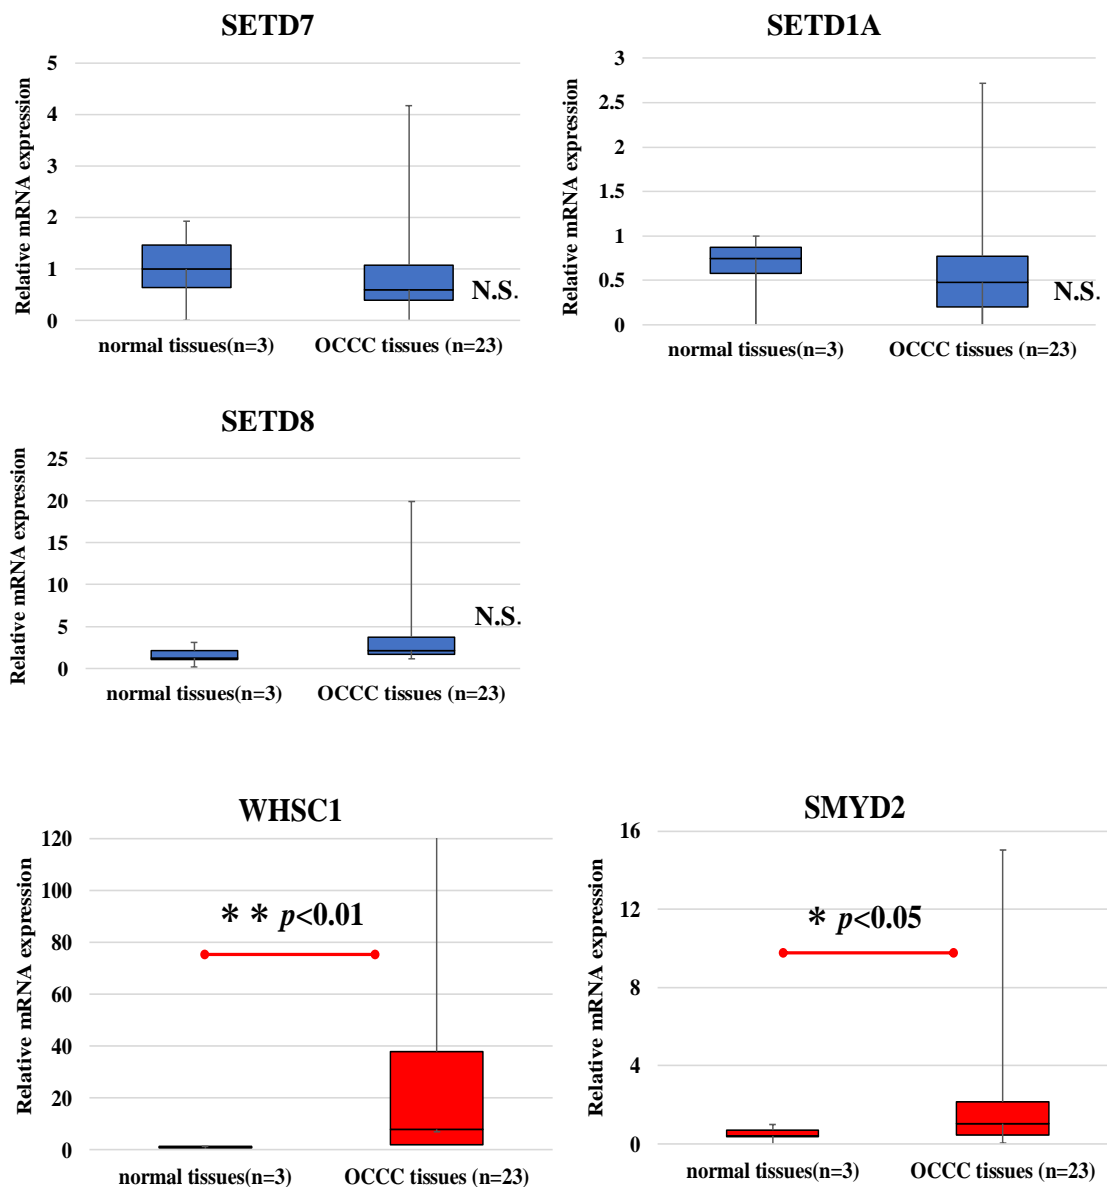 SETD7
Relative mRNA expression
5
4
3
2
1
0
N.S.
normal tissues(n=3)
OCCC tissues (n=23)
SETD1A
Relative mRNA expression
3
2.5
2
1.5
1
0.5
0
N.S.
normal tissues(n=3)
OCCC tissues (n=23)
SETD8
Relative mRNA expression
25
20
15
10
5
0
N.S.
normal tissues(n=3)
OCCC tissues (n=23)
WHSC1
Relative mRNA expression
120
100
80
60
40
20
0
* * p<0.01
normal tissues(n=3)
OCCC tissues (n=23)
SMYD2
Relative mRNA expression
16
12
8
4
0
* p<0.05
normal tissues(n=3)
OCCC tissues (n=23)